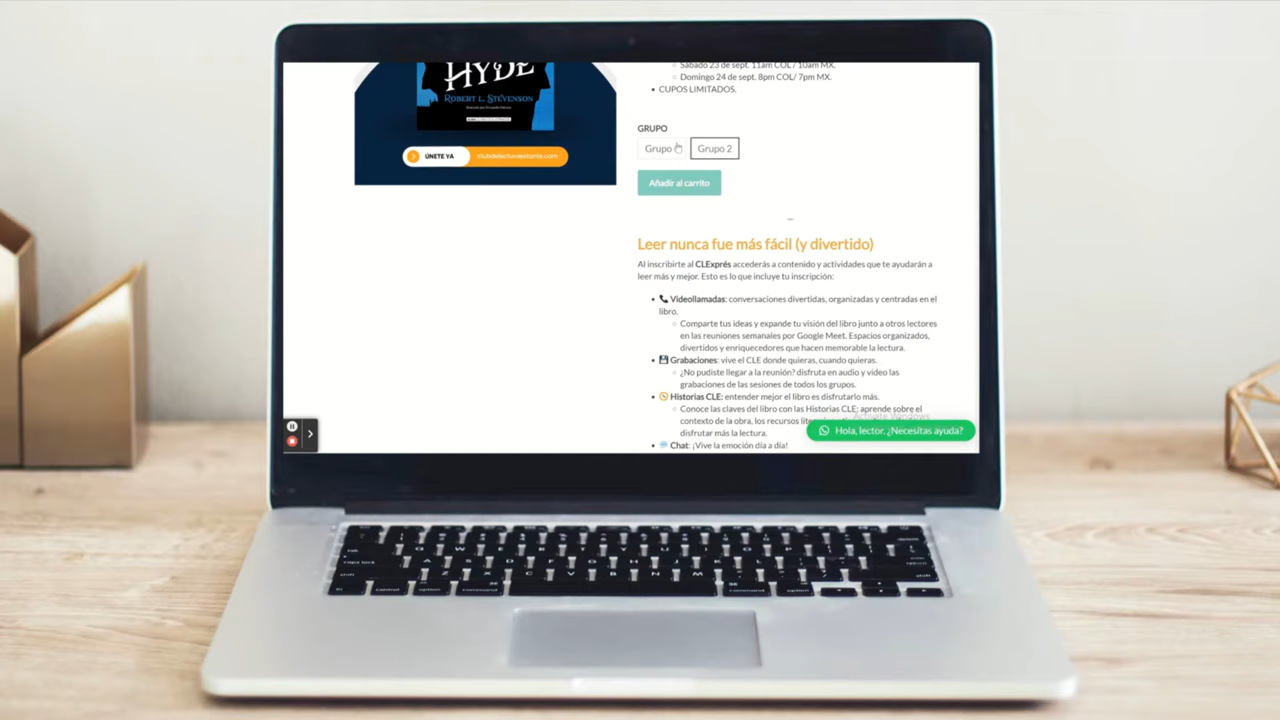 HYDE
ROBERT L. STEVENSON
ÚNETE YA
clubdelecturaestante.com
Sábado 23 de sept. 11am COL / 10am MX.
Domingo 24 de sept. 8pm COL/ 7pm MX.
CUPOS LIMITADOS.
GRUPO
Grupo
Grupo 2
Añadir al carrito
Leer nunca fue más fácil (y divertido)
Al inscribirte al CLExprés accederás a contenido y actividades que te ayudarán a
leer más y mejor. Esto es lo que incluye tu inscripción:
📞 Videollamadas: conversaciones divertidas, organizadas y centradas en el
libro.
Comparte tus ideas y expande tu visión del libro junto a otros lectores
en las reuniones semanales por Google Meet. Espacios organizados,
divertidos y enriquecedores que hacen memorable la lectura.
💾 Grabaciones: vive el CLE donde quieras, cuando quieras.
¿No pudiste llegar a la reunión? disfruta en audio y video las
grabaciones de las sesiones de todos los grupos.
🧭 Historias CLE: entender mejor el libro es disfrutarlo más.
Conoce las claves del libro con las Historias CLE: aprende sobre el
contexto de la obra, los recursos
disfrutar más la lectura.
💬 Chat: ¡Vive la emoción día a día!
Activate Windows
Hola, lector. ¿Necesitas ayuda?